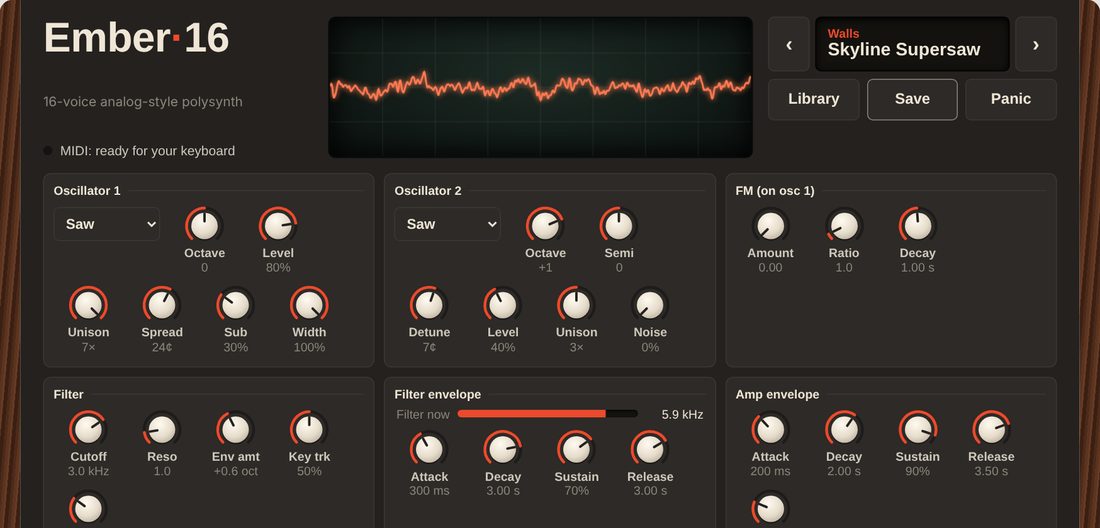 Ember·16
16-voice analog-style polysynth
MIDI: ready for your keyboard
‹
Walls
Skyline Supersaw
›
Library
Save
Panic
Oscillator 1
Saw
Octave
0
Level
80%
Unison
7×
Spread
24¢
Sub
30%
Width
100%
Oscillator 2
Saw
Octave
+1
Semi
0
Detune
7¢
Level
40%
Unison
3×
Noise
0%
FM (on osc 1)
Amount
0.00
Ratio
1.0
Decay
1.00 s
Filter
Cutoff
3.0 kHz
Reso
1.0
Env amt
+0.6 oct
Key trk
50%
Filter envelope
Filter now
5.9 kHz
Attack
300 ms
Decay
3.00 s
Sustain
70%
Release
3.00 s
Amp envelope
Attack
200 ms
Decay
2.00 s
Sustain
90%
Release
3.50 s